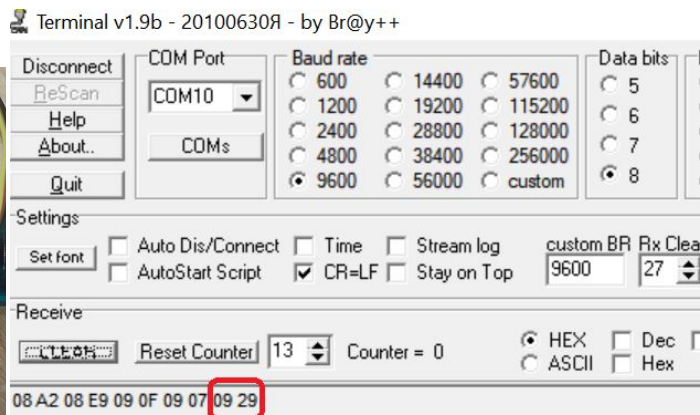 Terminal v1.9b - 20100630Я - by Br@y++
Disconnect
ReScan
Help
About..
Quit
COM Port
COM10
COMs
Baud rate
600 14400 57600
1200 19200 115200
2400 28800 128000
4800 38400 256000
9600 56000 custom
Data bits
5
6
7
8
Settings
Set font
Auto Dis/Connect Time Stream log custom BR Rx Clea
AutoStart Script CR=LF Stay on Top 9600 27
Receive
CLEAR Reset Counter 13 Counter = 0 HEX Dec
ASCII Hex
08 A2 08 E9 09 0F 09 07 09 29